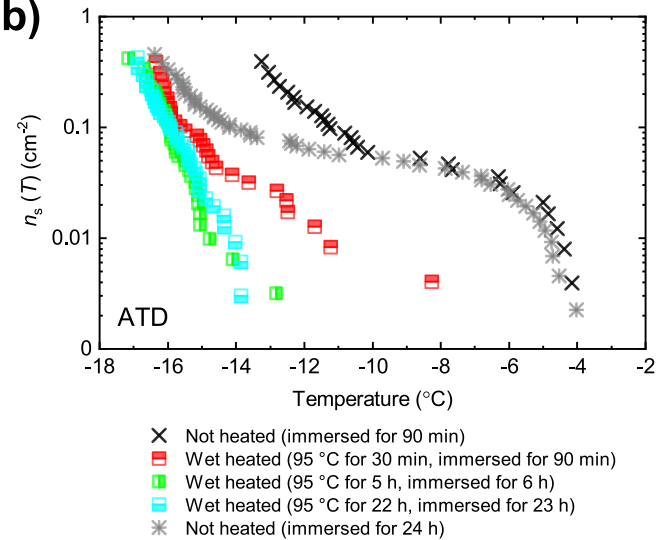 b)
1
0.1
0.01
0
n_s (T) (cm⁻²)
ATD
-18 -16 -14 -12 -10 -8 -6 -4 -2
Temperature (°C)
Not heated (immersed for 90 min)
Wet heated (95 °C for 30 min, immersed for 90 min)
Wet heated (95 °C for 5 h, immersed for 6 h)
Wet heated (95 °C for 22 h, immersed for 23 h)
Not heated (immersed for 24 h)